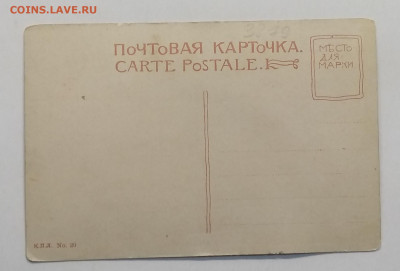 COINS.LAVE.RU
ПОЧТОВАЯ КАРТОЧКА.
CARTE POSTALE.
МѢСТО
ДЛЯ
МАРКИ